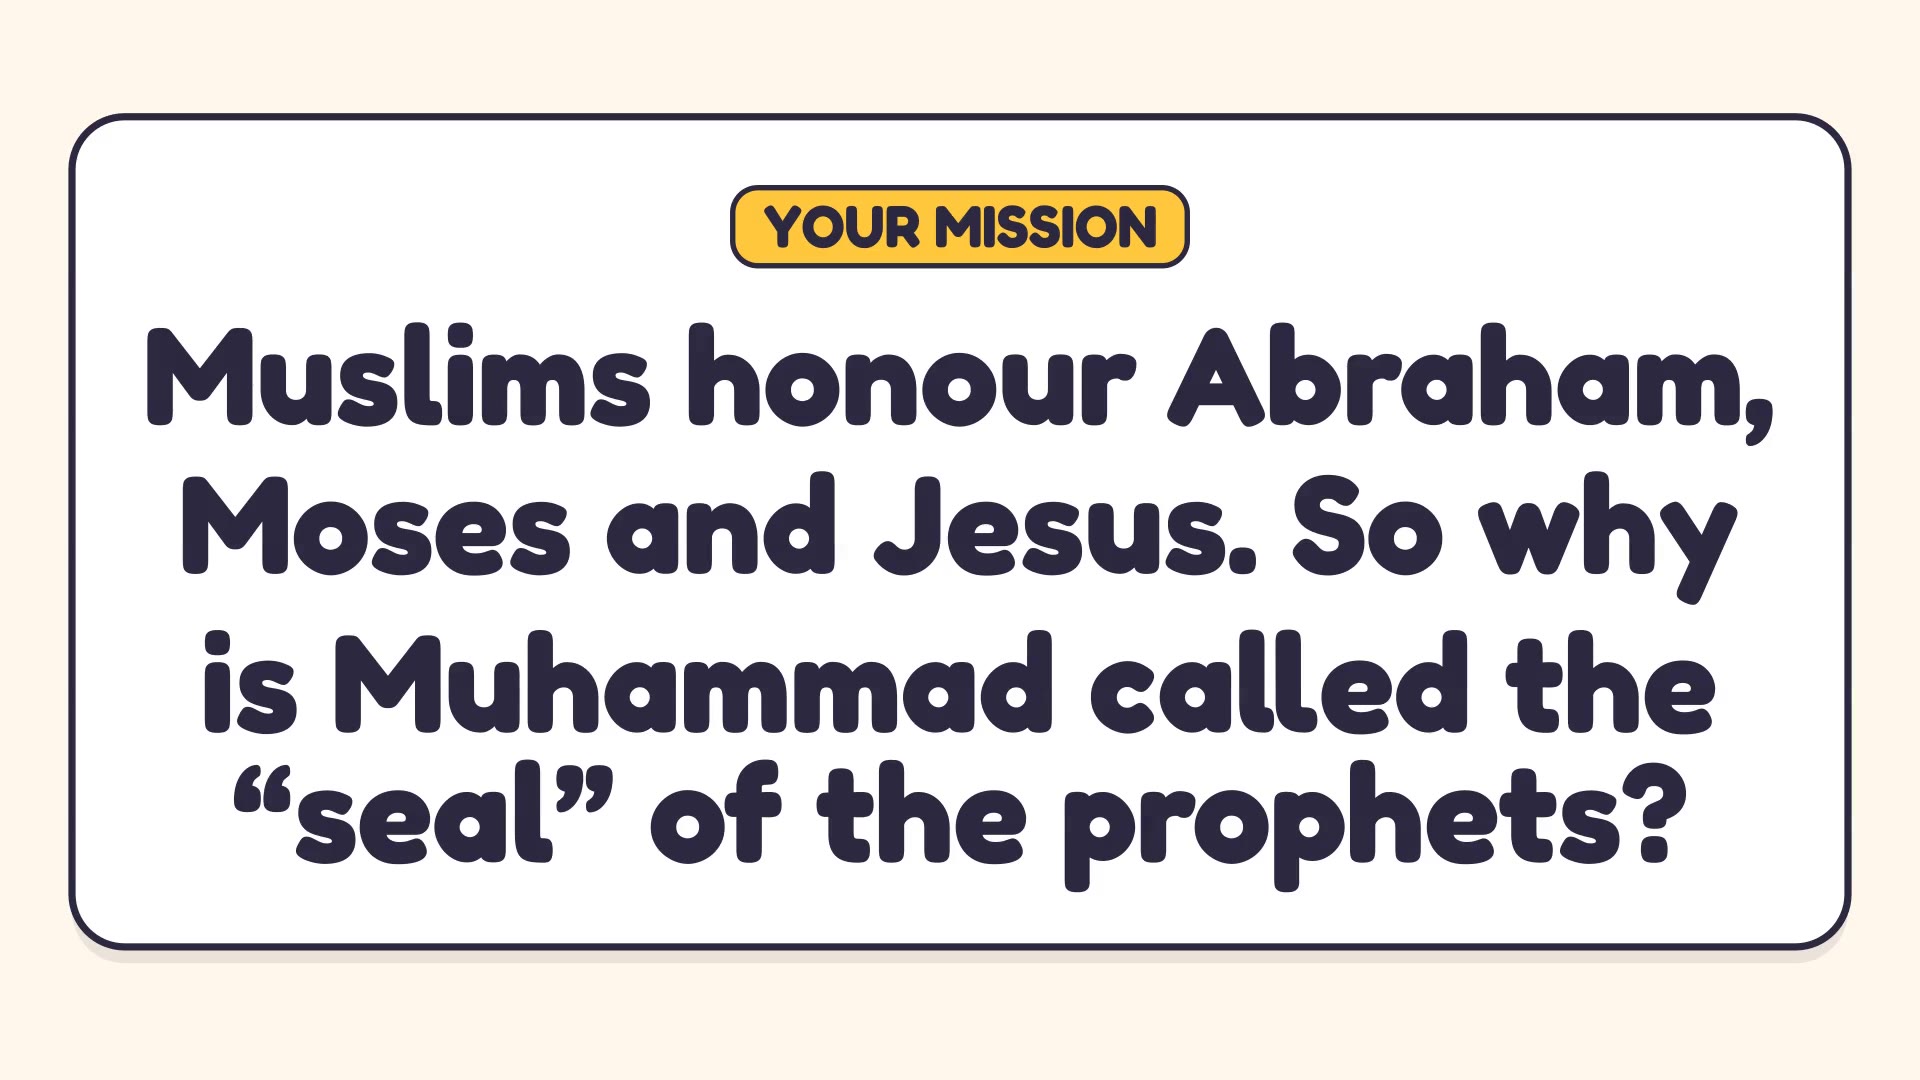 YOUR MISSION
Muslims honour Abraham,
Moses and Jesus. So why
is Muhammad called the
“seal” of the prophets?